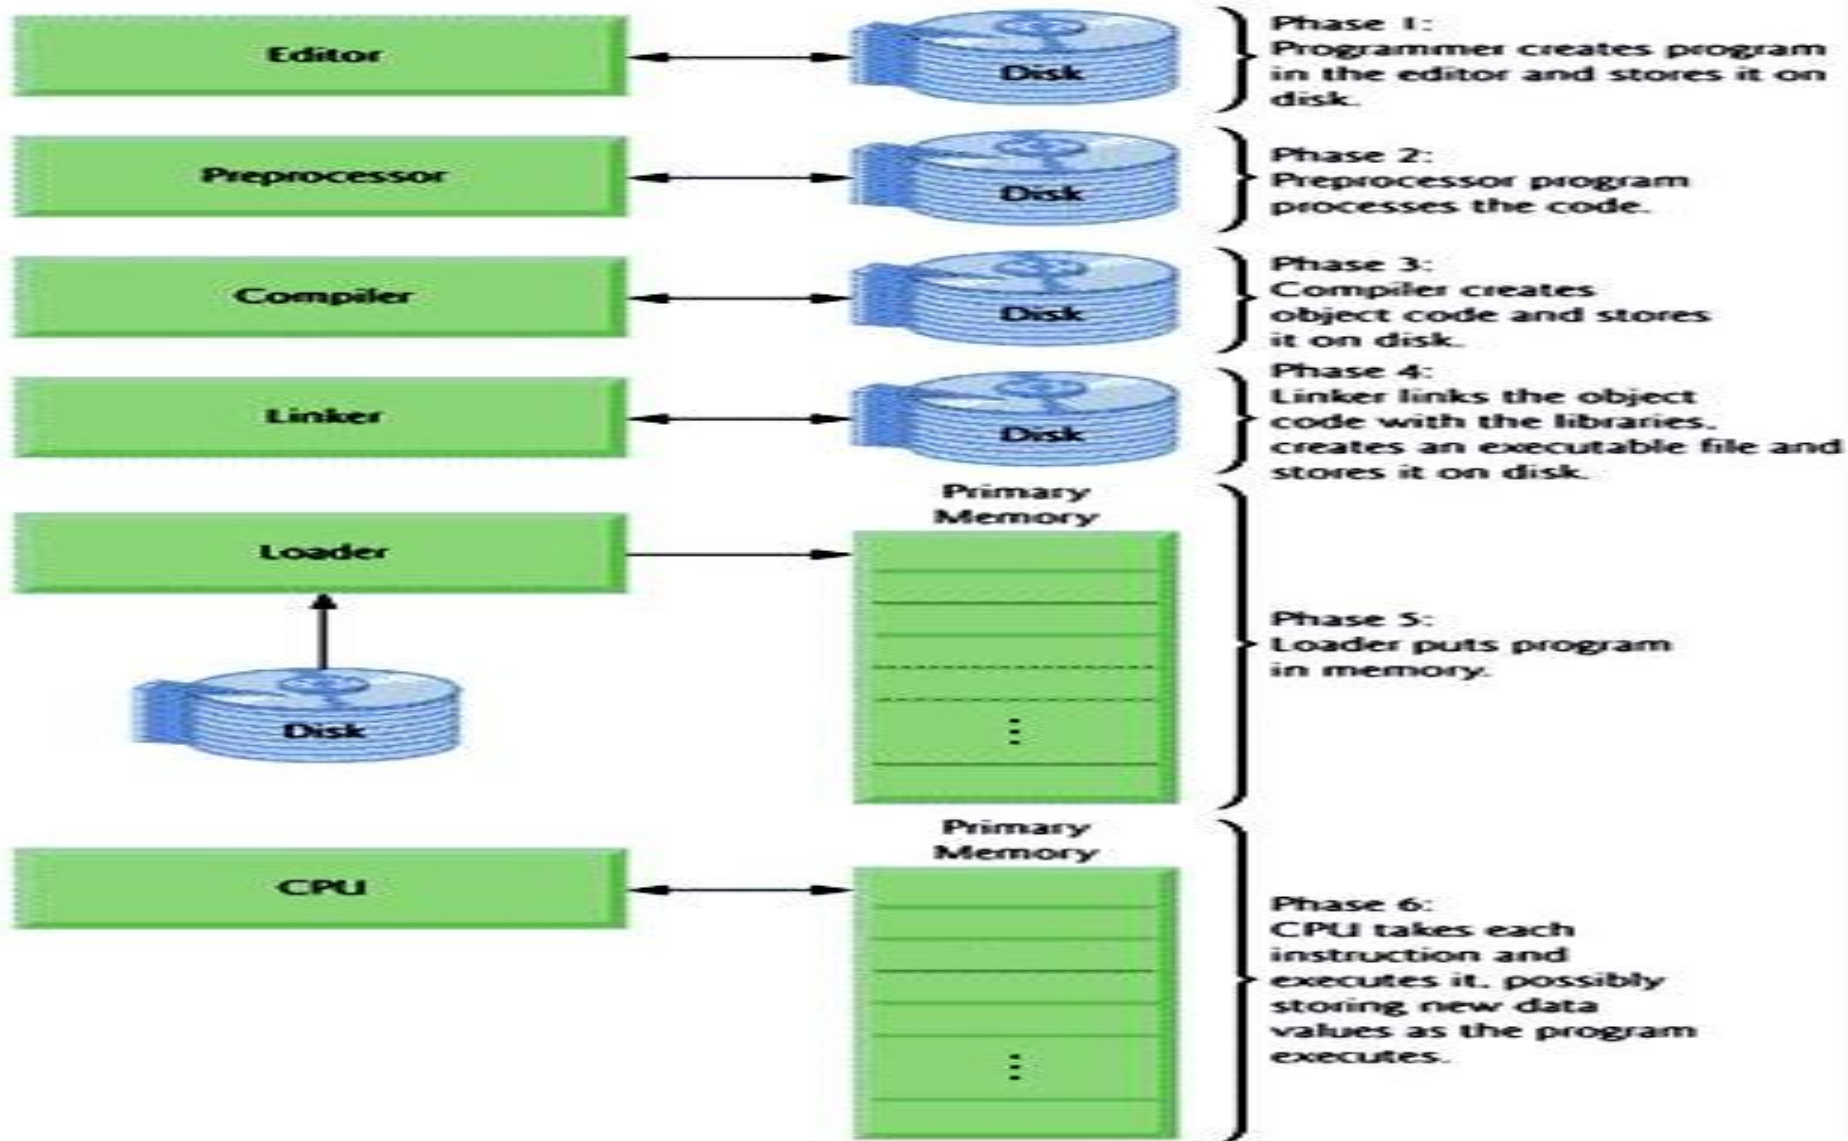 Editor
Disk
Phase 1:
Programmer creates program
in the editor and stores it on
disk.
Preprocessor
Disk
Phase 2:
Preprocessor program
processes the code.
Compiler
Disk
Phase 3:
Compiler creates
object code and stores
it on disk.
Linker
Disk
Phase 4:
Linker links the object
code with the libraries,
creates an executable file and
stores it on disk.
Loader
Disk
Primary
Memory
Phase 5:
Loader puts program
in memory.
CPU
Primary
Memory
Phase 6:
CPU takes each
instruction and
executes it, possibly
storing new data
values as the program
executes.